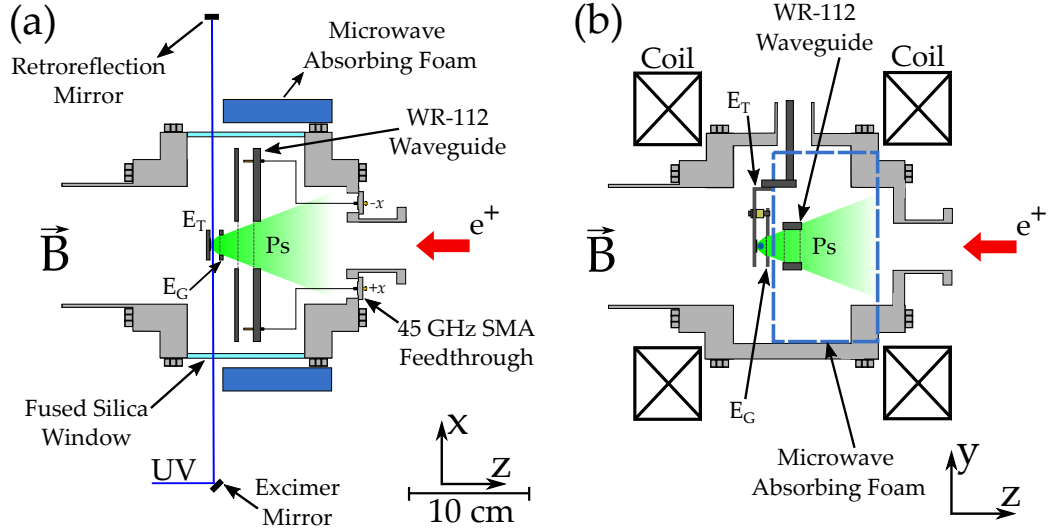 (a)
Retroreflection
Mirror
Microwave
Absorbing Foam
WR-112
Waveguide
-x
E_T
B
Ps
e+
E_G
+x
45 GHz SMA
Feedthrough
Fused Silica
Window
UV
Excimer
Mirror
x
z
10 cm
(b)
WR-112
Waveguide
Coil
Coil
E_T
B
Ps
e+
E_G
Microwave
Absorbing Foam
y
z